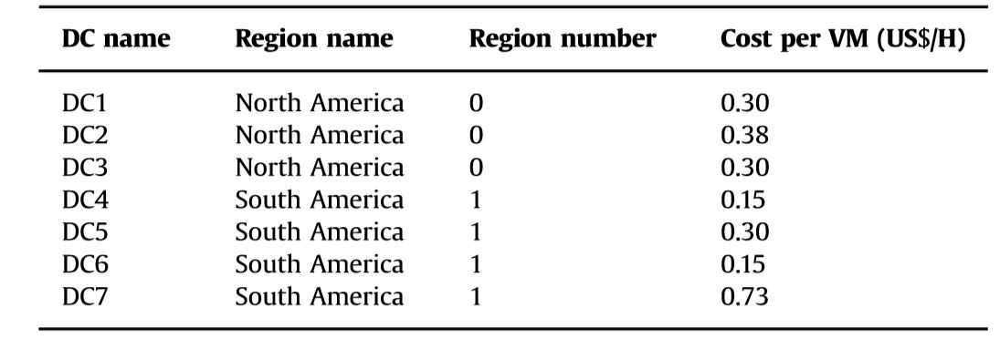 DC name Region name Region number Cost per VM (US$/H)
DC1 North America 0 0.30
DC2 North America 0 0.38
DC3 North America 0 0.30
DC4 South America 1 0.15
DC5 South America 1 0.30
DC6 South America 1 0.15
DC7 South America 1 0.73